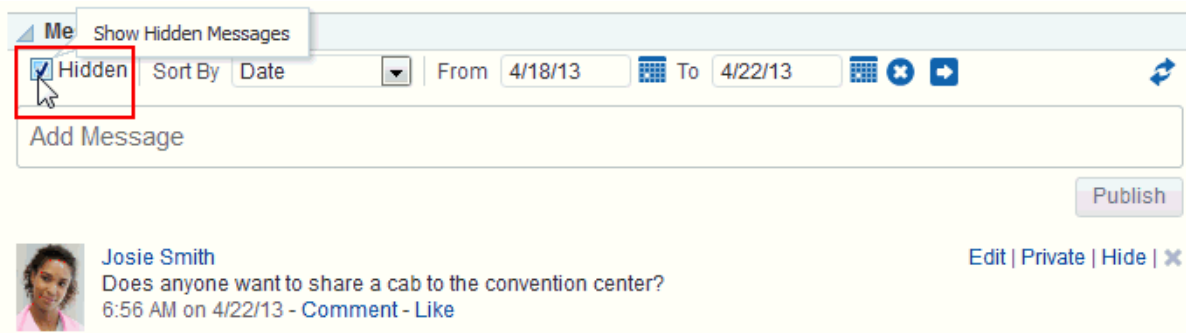 Me
Show Hidden Messages
Hidden Sort By Date From 4/18/13 To 4/22/13
Add Message
Publish
Josie Smith Edit | Private | Hide |
Does anyone want to share a cab to the convention center?
6:56 AM on 4/22/13 - Comment - Like